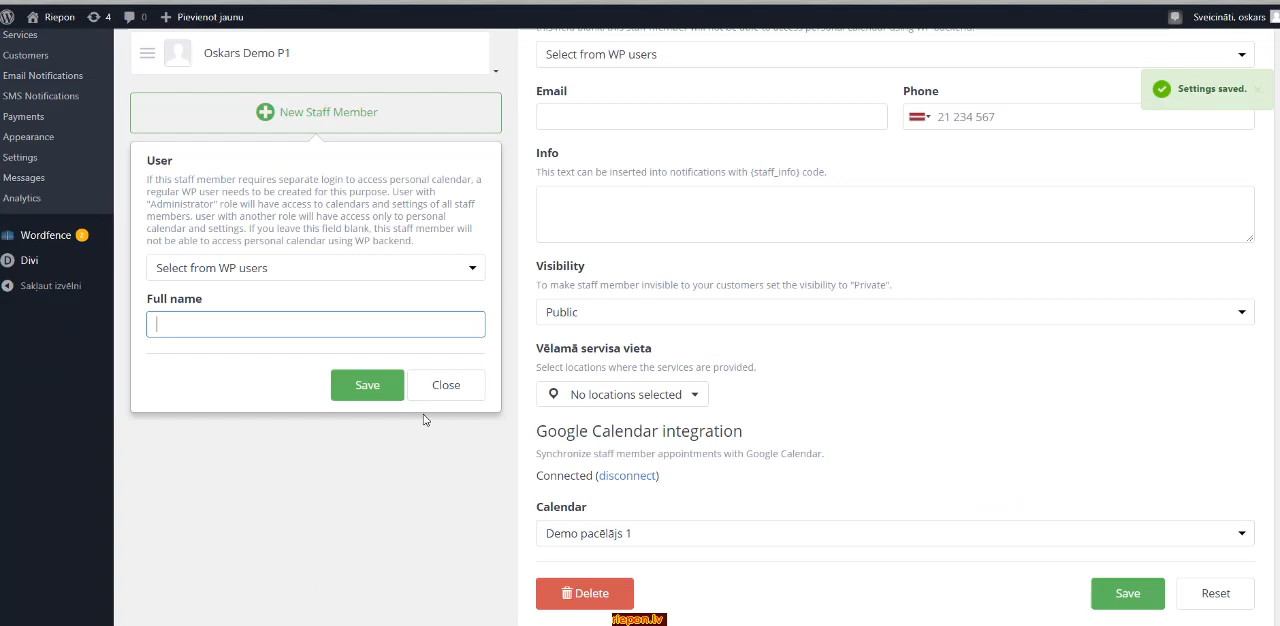 Riepon
4
0
Pievienot jaunu
Sveicināti, oskars
Services
Customers
Email Notifications
SMS Notifications
Payments
Appearance
Settings
Messages
Analytics
Wordfence 2
Divi
Sakļaut izvēlni
Oskars Demo P1
New Staff Member
User
If this staff member requires separate login to access personal calendar, a
regular WP user needs to be created for this purpose. User with
"Administrator" role will have access to calendars and settings of all staff
members, user with another role will have access only to personal
calendar and settings. If you leave this field blank, this staff member will
not be able to access personal calendar using WP backend.
Select from WP users
Full name
Save
Close
Select from WP users
Settings saved.
Email
Phone
21 234 567
Info
This text can be inserted into notifications with {staff_info} code.
Visibility
To make staff member invisible to your customers set the visibility to "Private".
Public
Vēlamā servisa vieta
Select locations where the services are provided.
No locations selected
Google Calendar integration
Synchronize staff member appointments with Google Calendar.
Connected (disconnect)
Calendar
Demo pacēlājs 1
Delete
Save
Reset
riepon.lv